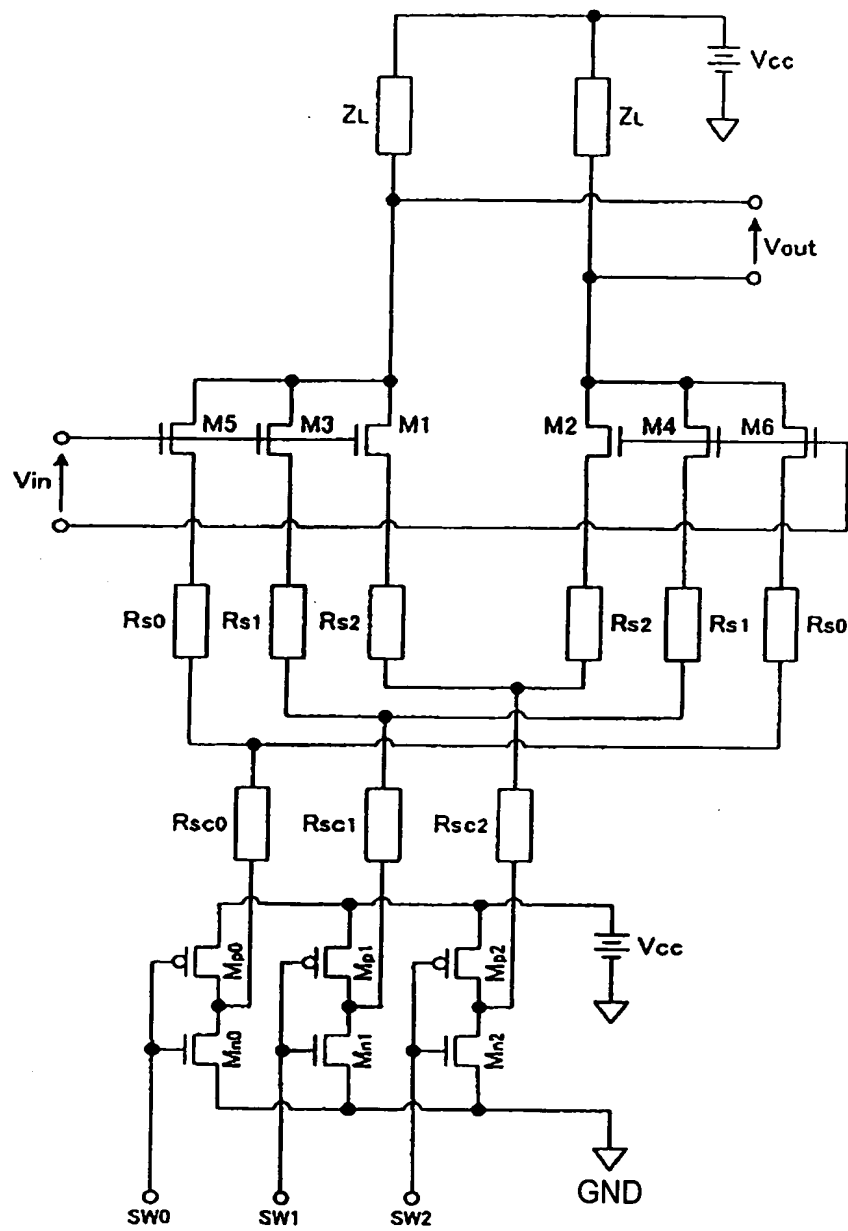 Vcc
ZL
ZL
Vout
M5
M3
M1
M2
M4
M6
Vin
Rs0
Rs1
Rs2
Rs2
Rs1
Rs0
Rsc0
Rsc1
Rsc2
Mp0
Mp1
Mp2
Vcc
Mn0
Mn1
Mn2
GND
SW0
SW1
SW2